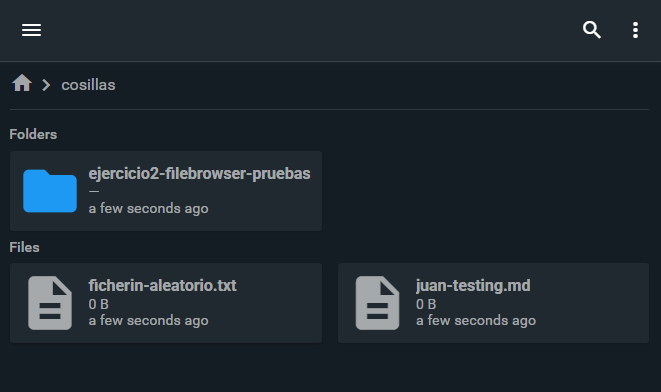 cosillas
Folders
ejercicio2-filebrowser-pruebas
—
a few seconds ago
Files
ficherin-aleatorio.txt
0 B
a few seconds ago
juan-testing.md
0 B
a few seconds ago